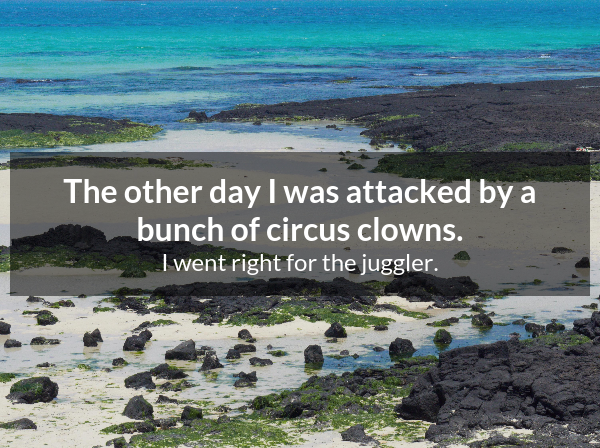 The other day I was attacked by a
bunch of circus clowns.
I went right for the juggler.